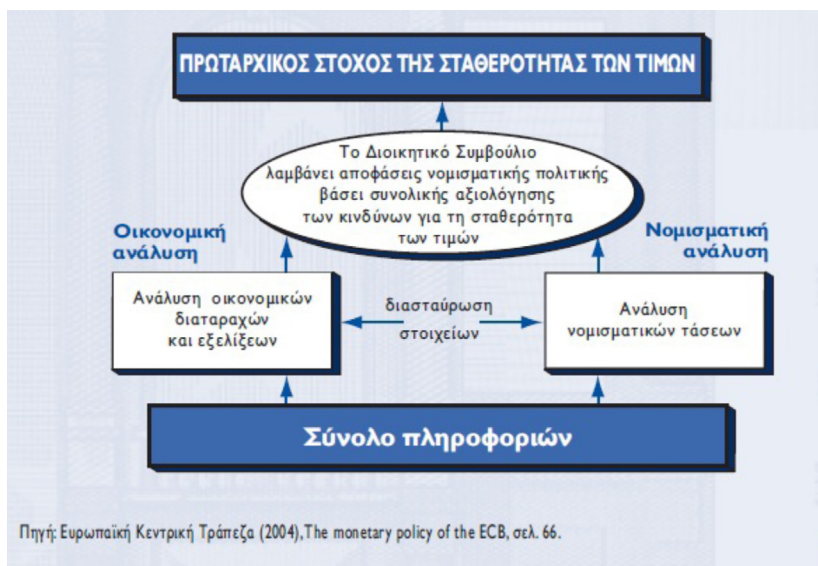 ΠΡΩΤΑΡΧΙΚΟΣ ΣΤΟΧΟΣ ΤΗΣ ΣΤΑΘΕΡΟΤΗΤΑΣ ΤΩΝ ΤΙΜΩΝ
Το Διοικητικό Συμβούλιο
λαμβάνει αποφάσεις νομισματικής πολιτικής
βάσει συνολικής αξιολόγησης
των κινδύνων για τη σταθερότητα
των τιμών
Οικονομική
ανάλυση
Νομισματική
ανάλυση
Ανάλυση οικονομικών
διαταραχών
και εξελίξεων
διασταύρωση
στοιχείων
Ανάλυση
νομισματικών τάσεων
Σύνολο πληροφοριών
Πηγή: Ευρωπαϊκή Κεντρική Τράπεζα (2004), The monetary policy of the ECB, σελ. 66.